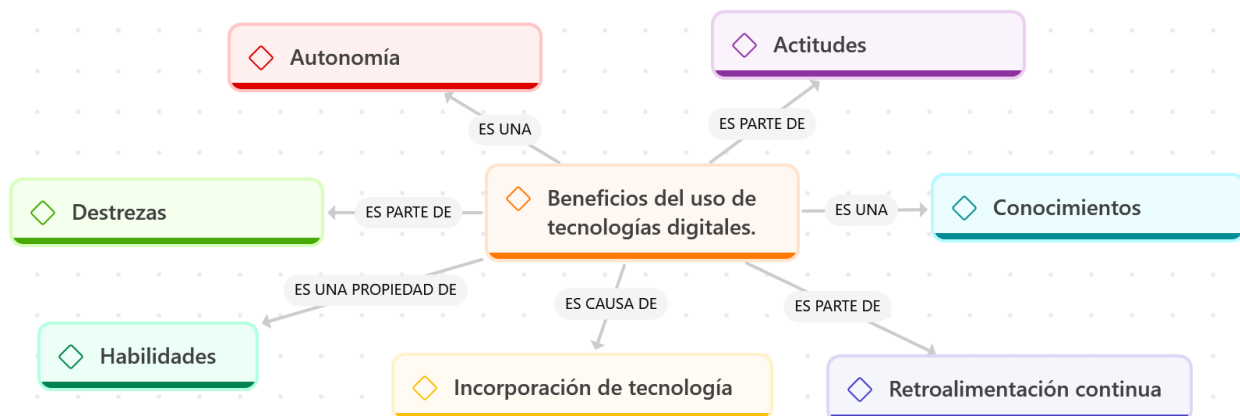 Autonomía
Actitudes
ES UNA
ES PARTE DE
Beneficios del uso de
tecnologías digitales.
Destrezas
ES PARTE DE
ES UNA
Conocimientos
ES UNA PROPIEDAD DE
ES CAUSA DE
ES PARTE DE
Habilidades
Incorporación de tecnología
Retroalimentación continua